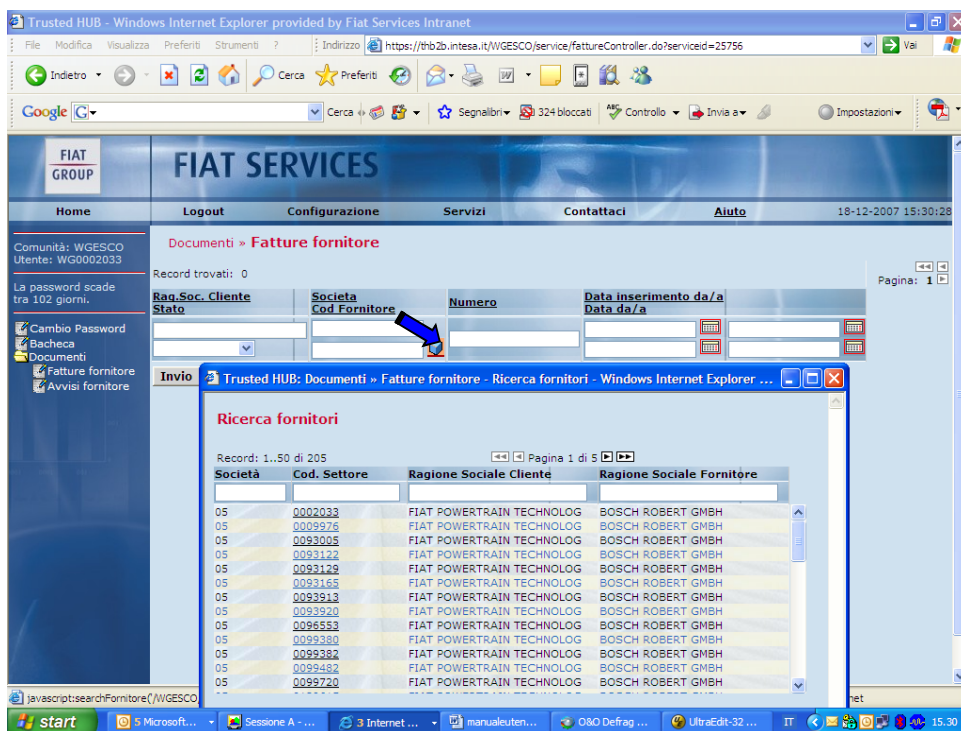 Trusted HUB - Windows Internet Explorer provided by Fiat Services Intranet
File Modifica Visualizza Preferiti Strumenti ? Indirizzo https://thb2b.intesa.it/WGESCO/service/fattureController.do?serviceid=25756 Vai
Indietro Cerca Preferiti
Google G Cerca Segnalibri 324 bloccati ABC Controllo Invia a Impostazioni
FIAT
GROUP
FIAT SERVICES
Home Logout Configurazione Servizi Contattaci Aiuto 18-12-2007 15:30:28
Comunità: WGESCO
Utente: WG0002033
La password scade
tra 102 giorni.
Cambio Password
Bacheca
Documenti
Fatture fornitore
Avvisi fornitore
Documenti » Fatture fornitore
Record trovati: 0
Pagina: 1
Rag.Soc. Cliente Societa Numero Data inserimento da/a
Stato Cod Fornitore Data da/a
Invio
Trusted HUB: Documenti » Fatture fornitore - Ricerca fornitori - Windows Internet Explorer ...
Ricerca fornitori
Record: 1..50 di 205 Pagina 1 di 5
Società Cod. Settore Ragione Sociale Cliente Ragione Sociale Fornitore
05 0002033 FIAT POWERTRAIN TECHNOLOG BOSCH ROBERT GMBH
05 0009976 FIAT POWERTRAIN TECHNOLOG BOSCH ROBERT GMBH
05 0093005 FIAT POWERTRAIN TECHNOLOG BOSCH ROBERT GMBH
05 0093122 FIAT POWERTRAIN TECHNOLOG BOSCH ROBERT GMBH
05 0093129 FIAT POWERTRAIN TECHNOLOG BOSCH ROBERT GMBH
05 0093165 FIAT POWERTRAIN TECHNOLOG BOSCH ROBERT GMBH
05 0093913 FIAT POWERTRAIN TECHNOLOG BOSCH ROBERT GMBH
05 0093920 FIAT POWERTRAIN TECHNOLOG BOSCH ROBERT GMBH
05 0096553 FIAT POWERTRAIN TECHNOLOG BOSCH ROBERT GMBH
05 0099380 FIAT POWERTRAIN TECHNOLOG BOSCH ROBERT GMBH
05 0099382 FIAT POWERTRAIN TECHNOLOG BOSCH ROBERT GMBH
05 0099482 FIAT POWERTRAIN TECHNOLOG BOSCH ROBERT GMBH
05 0099720 FIAT POWERTRAIN TECHNOLOG BOSCH ROBERT GMBH
javascript:searchFornitore('/WGESCO net
start 5 Microsoft... Sessione A - ... 3 Internet ... manualeuten... O&O Defrag ... UltraEdit-32 ... IT 15.30